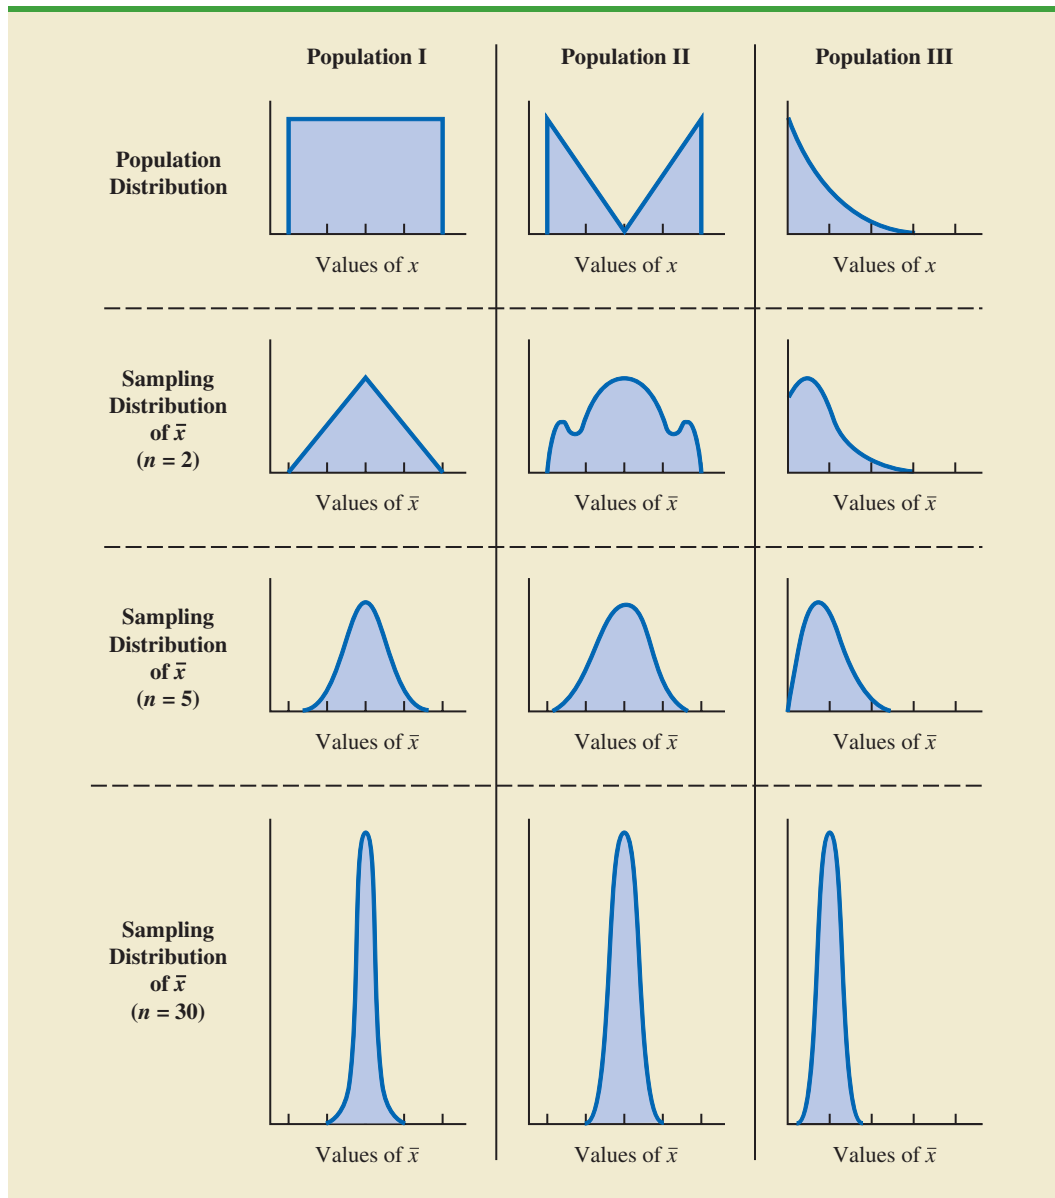 Population I
Population II
Population III
Population
Distribution
Values of x
Values of x
Values of x
Sampling
Distribution
of x̄
(n = 2)
Values of x̄
Values of x̄
Values of x̄
Sampling
Distribution
of x̄
(n = 5)
Values of x̄
Values of x̄
Values of x̄
Sampling
Distribution
of x̄
(n = 30)
Values of x̄
Values of x̄
Values of x̄